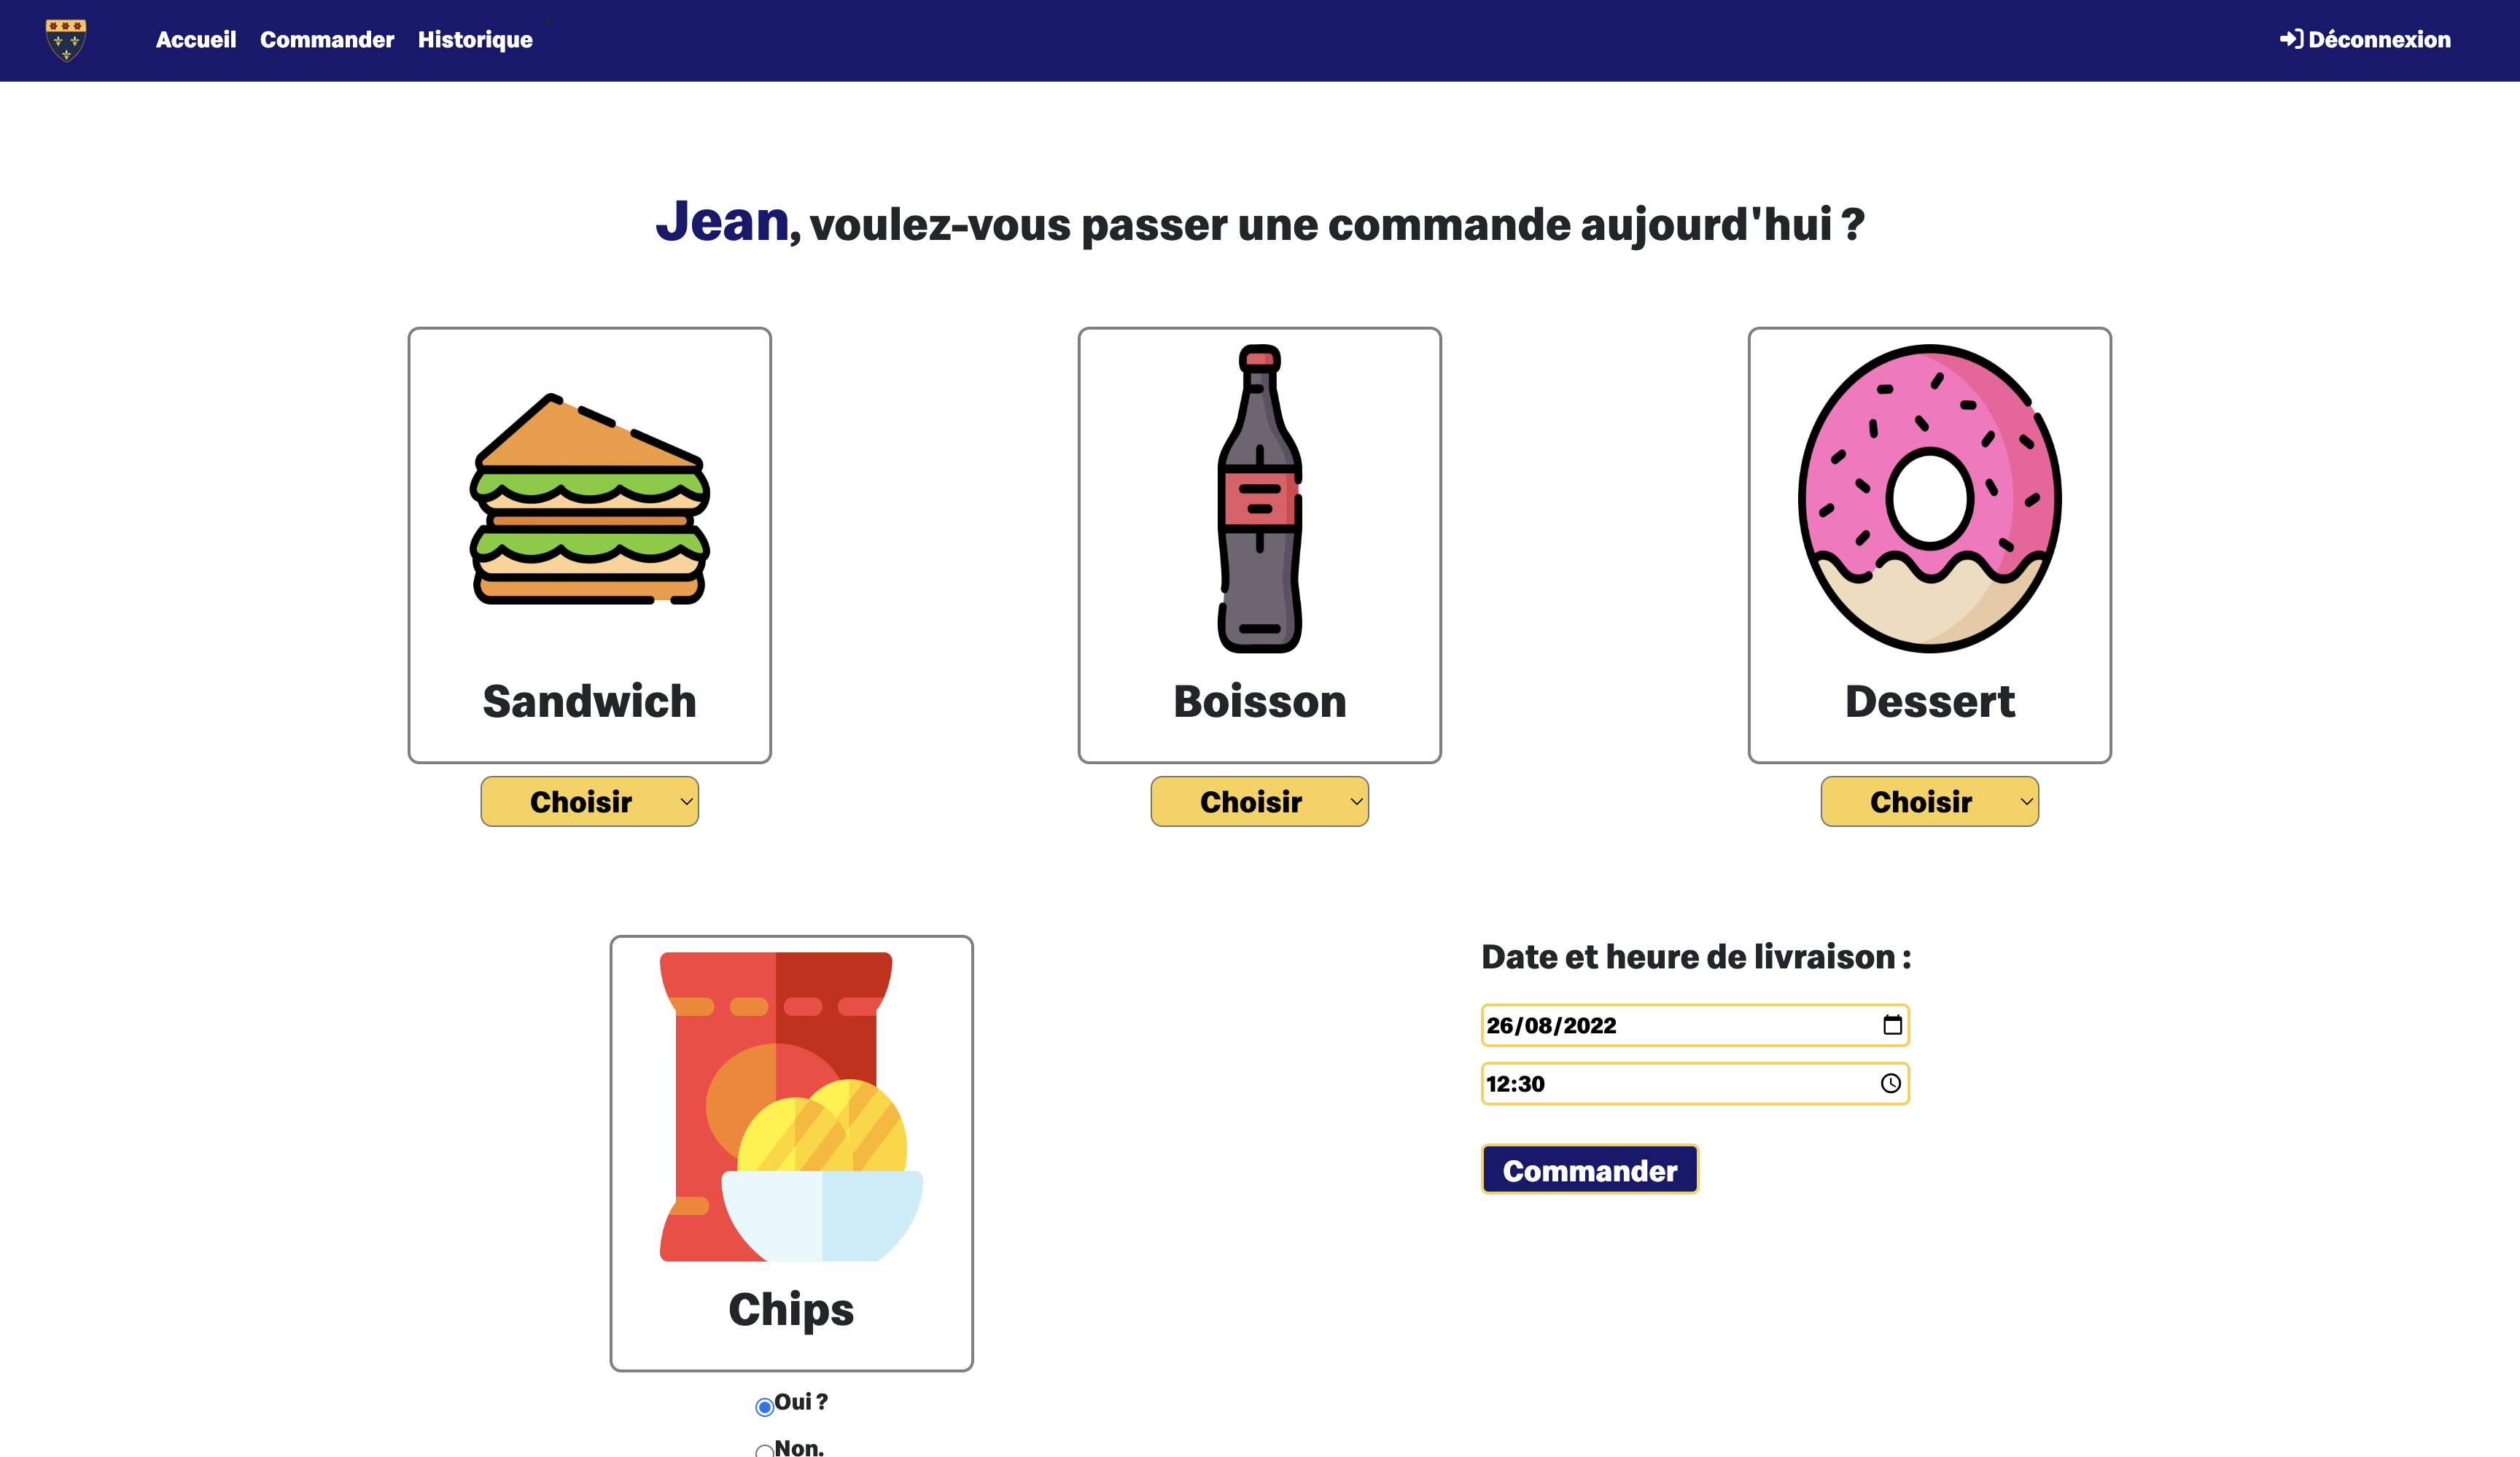 Accueil Commander Historique Déconnexion
Jean, voulez-vous passer une commande aujourd'hui ?
Sandwich
Boisson
Dessert
Choisir
Choisir
Choisir
Chips
Oui ?
Non.
Date et heure de livraison :
26/08/2022
12:30
Commander